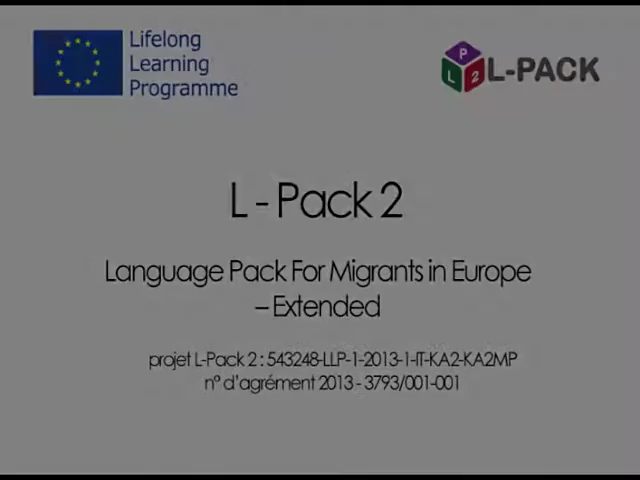 Lifelong
Learning
Programme
P
L
2
L-PACK
L - Pack 2
Language Pack For Migrants in Europe
– Extended
projet L-Pack 2 : 543248-LLP-1-2013-1-IT-KA2-KA2MP
n° d'agrément 2013 - 3793/001-001